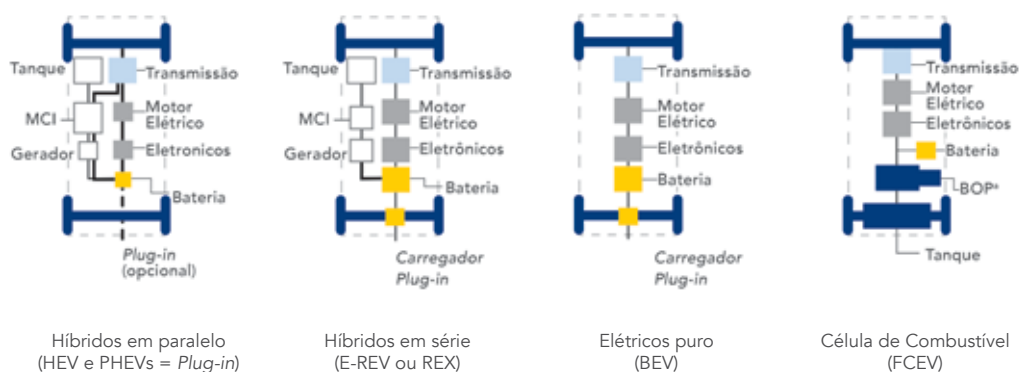 Tanque
Transmissão
MCI
Motor
Elétrico
Gerador
Eletronicos
Bateria
Plug-in
(opcional)
Híbridos em paralelo
(HEV e PHEVs = Plug-in)
Tanque
Transmissão
MCI
Motor
Elétrico
Gerador
Eletrônicos
Bateria
Carregador
Plug-in
Híbridos em série
(E-REV ou REX)
Transmissão
Motor
Elétrico
Eletrônicos
Bateria
Carregador
Plug-in
Elétricos puro
(BEV)
Transmissão
Motor
Elétrico
Eletrônicos
Bateria
BOPª
Tanque
Célula de Combustível
(FCEV)